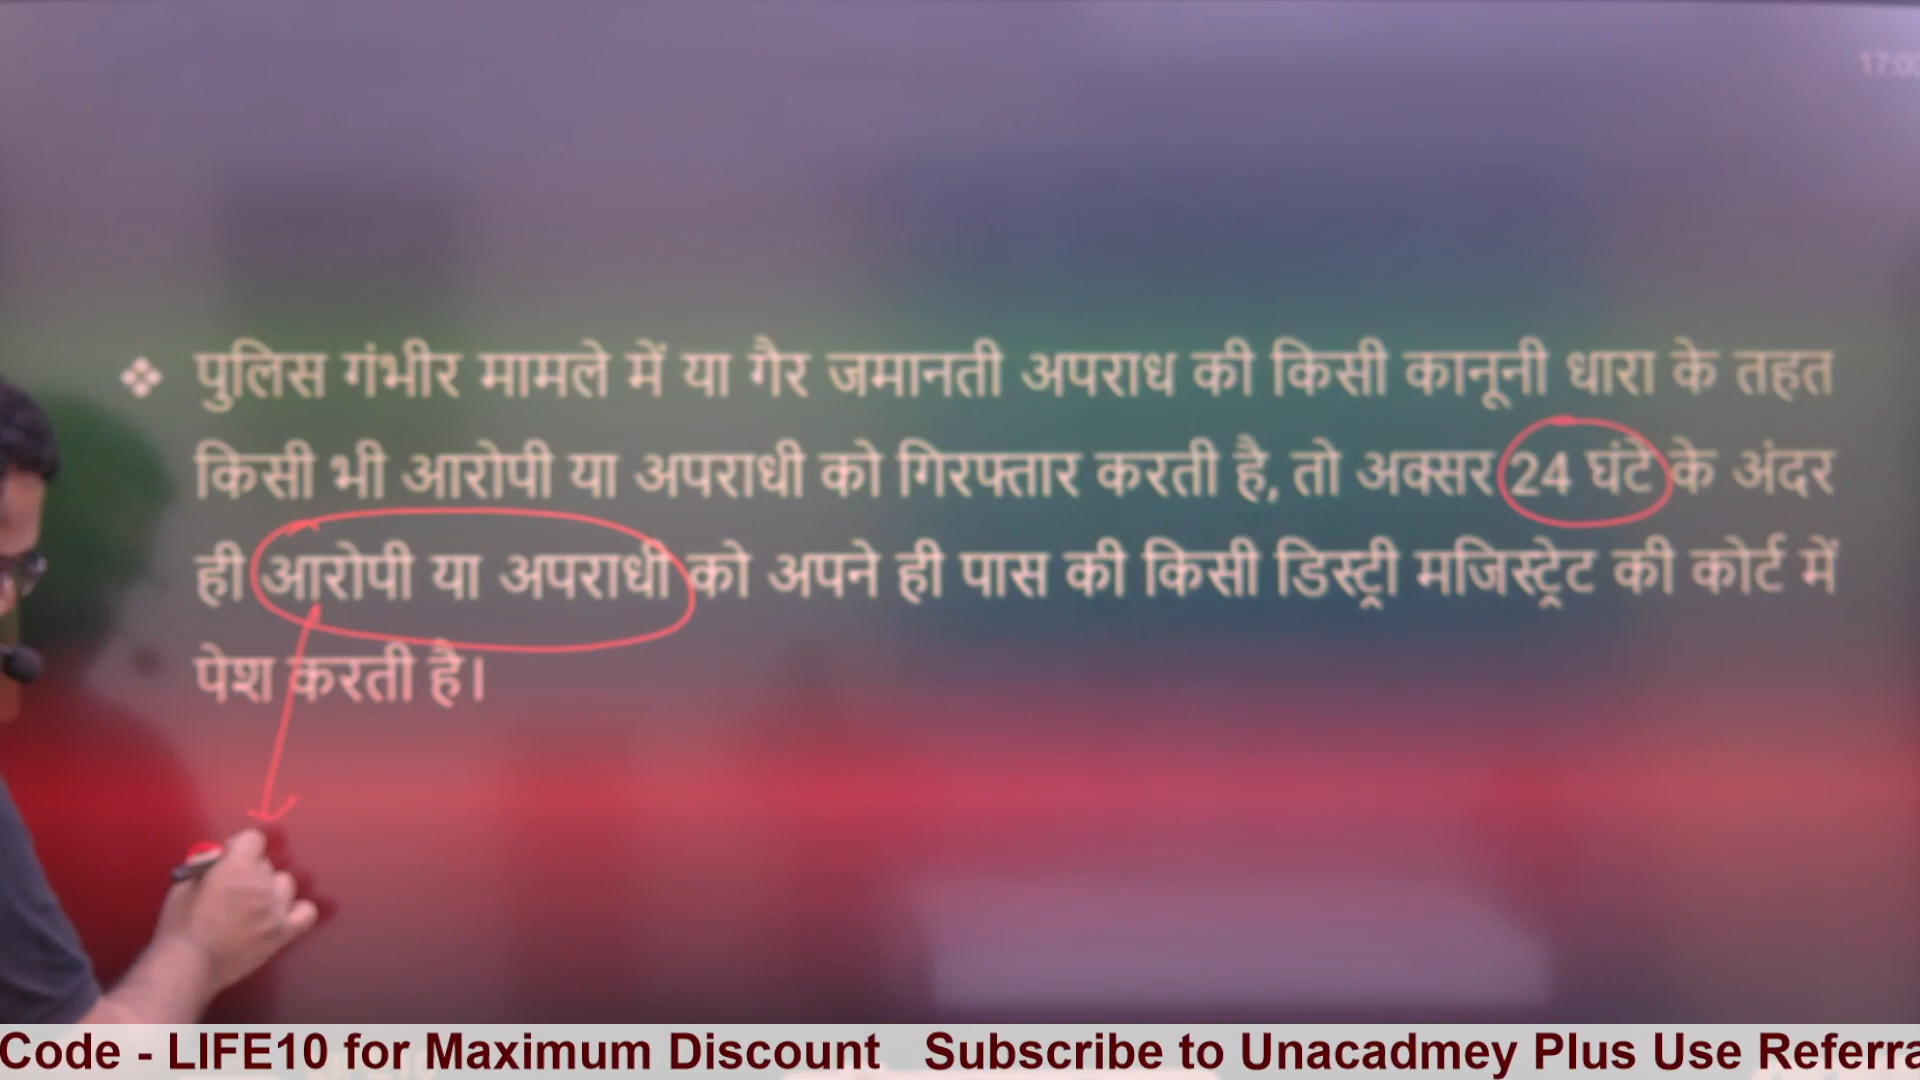 17:00
पुलिस गंभीर मामले में या गैर जमानती अपराध की किसी कानूनी धारा के तहत
किसी भी आरोपी या अपराधी को गिरफ्तार करती है, तो अक्सर 24 घंटे के अंदर
ही आरोपी या अपराधी को अपने ही पास की किसी डिस्ट्री मजिस्ट्रेट की कोर्ट में
पेश करती है।
Code - LIFE10 for Maximum Discount Subscribe to Unacadmey Plus Use Referra